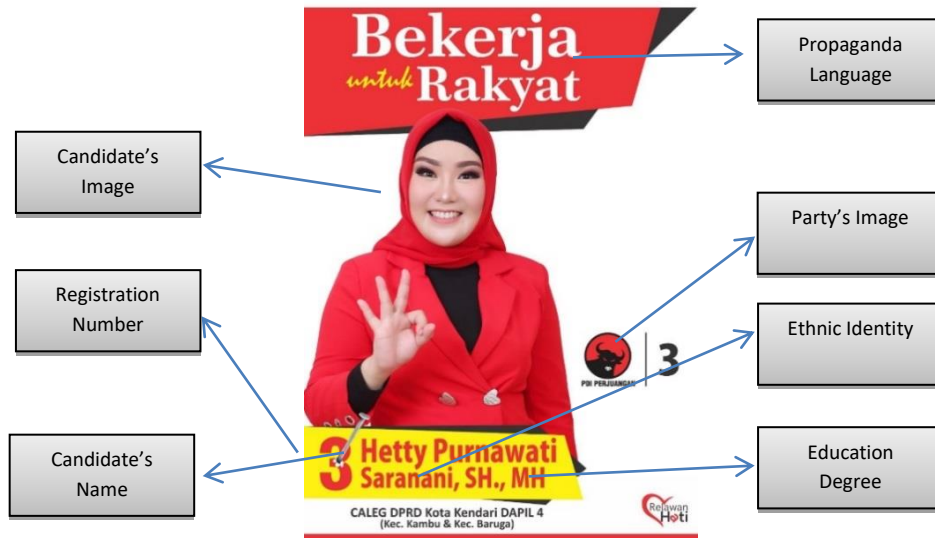 Bekerja
untuk Rakyat
Propaganda
Language
Candidate's
Image
Party's Image
Registration
Number
Ethnic Identity
PDI PERJUANGAN
3
3
Hetty Purnawati
Saranani, SH., MH
Candidate's
Name
Education
Degree
CALEG DPRD Kota Kendari DAPIL 4
(Kec. Kambu & Kec. Baruga)
Relawan
Hati